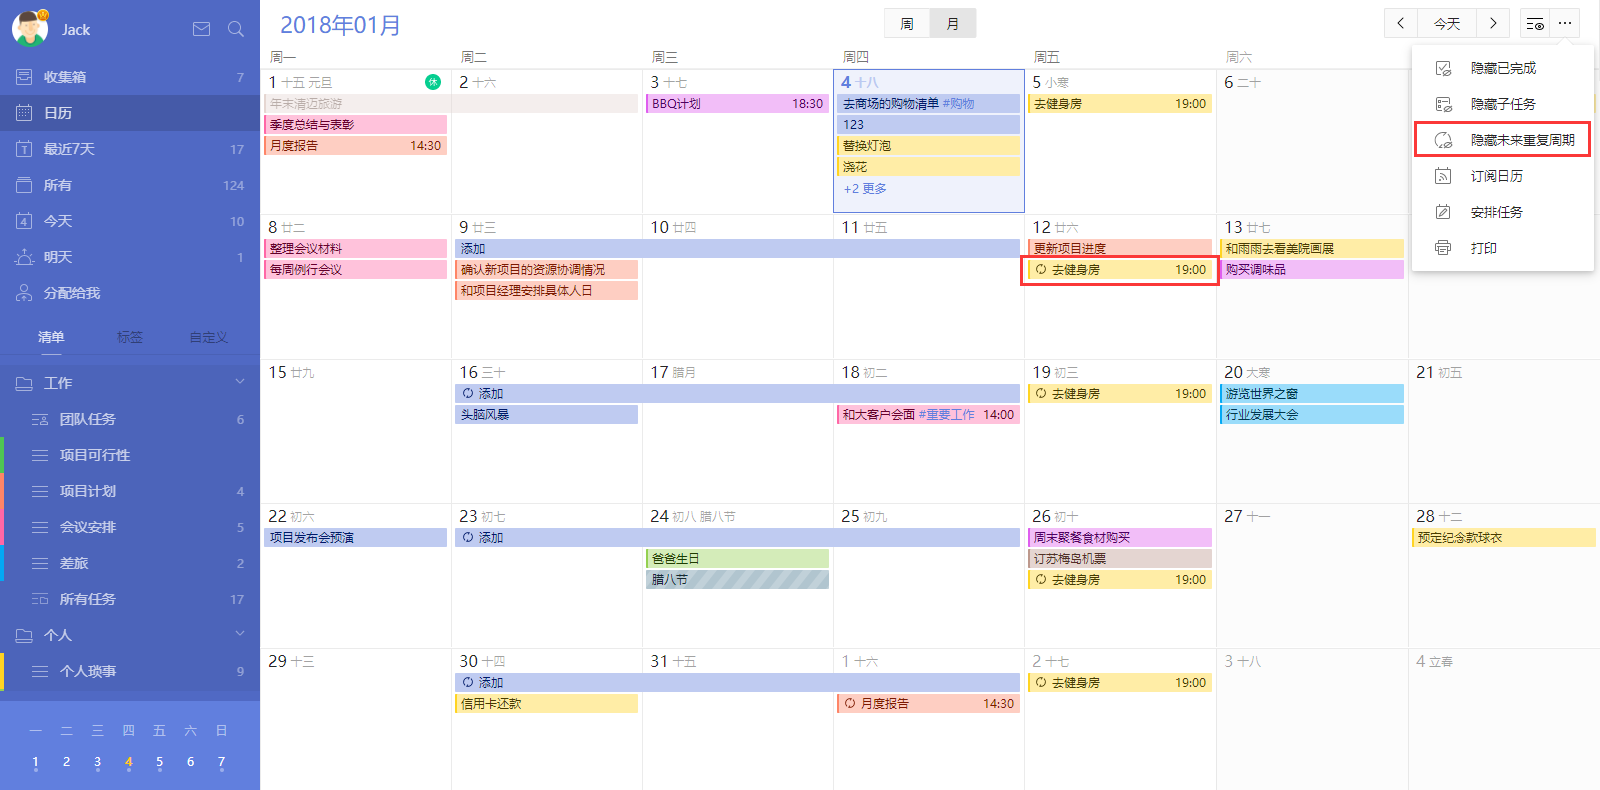 Jack
收集箱 7
日历
最近7天 17
所有 124
今天 10
明天 1
分配给我
清单 标签 自定义
工作
团队任务 6
项目可行性
项目计划 4
会议安排 5
差旅 2
所有任务 17
个人
个人琐事 9
一 二 三 四 五 六 日
1 2 3 4 5 6 7
2018年01月
周 月
今天
隐藏已完成
隐藏子任务
隐藏未来重复周期
订阅日历
安排任务
打印
周一 周二 周三 周四 周五 周六
1 十五 元旦 休
年末清迈旅游
季度总结与表彰
月度报告 14:30
2 十六
3 十七
BBQ计划 18:30
4 十八
去商场的购物清单 #购物
123
替换灯泡
浇花
+2 更多
5 小寒
去健身房 19:00
6 二十
8 廿二
整理会议材料
每周例行会议
9 廿三
添加
确认新项目的资源协调情况
和项目经理安排具体人日
10 廿四
11 廿五
12 廿六
更新项目进度
去健身房 19:00
13 廿七
和雨雨去看美院画展
购买调味品
15 廿九
16 三十
添加
头脑风暴
17 腊月
18 初二
和大客户会面 #重要工作 14:00
19 初三
去健身房 19:00
20 大寒
游览世界之窗
行业发展大会
21 初五
22 初六
项目发布会预演
23 初七
添加
24 初八 腊八节
爸爸生日
腊八节
25 初九
26 初十
周末聚餐食材购买
订苏梅岛机票
去健身房 19:00
27 十一
28 十二
预定纪念款球衣
29 十三
30 十四
添加
信用卡还款
31 十五
1 十六
月度报告 14:30
2 十七
去健身房 19:00
3 十八
4 立春